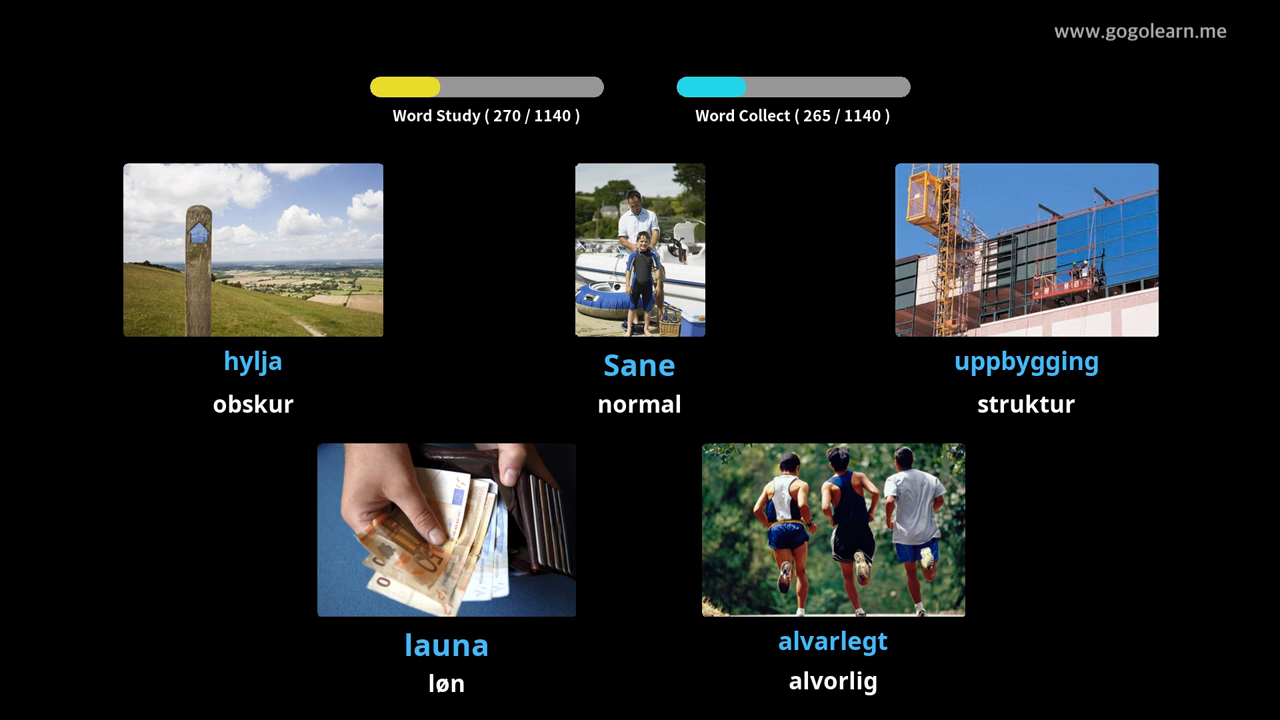 www.gogolearn.me
Word Study ( 270 / 1140 )
Word Collect ( 265 / 1140 )
hylja
obskur
Sane
normal
uppbygging
struktur
launa
løn
alvarlegt
alvorlig